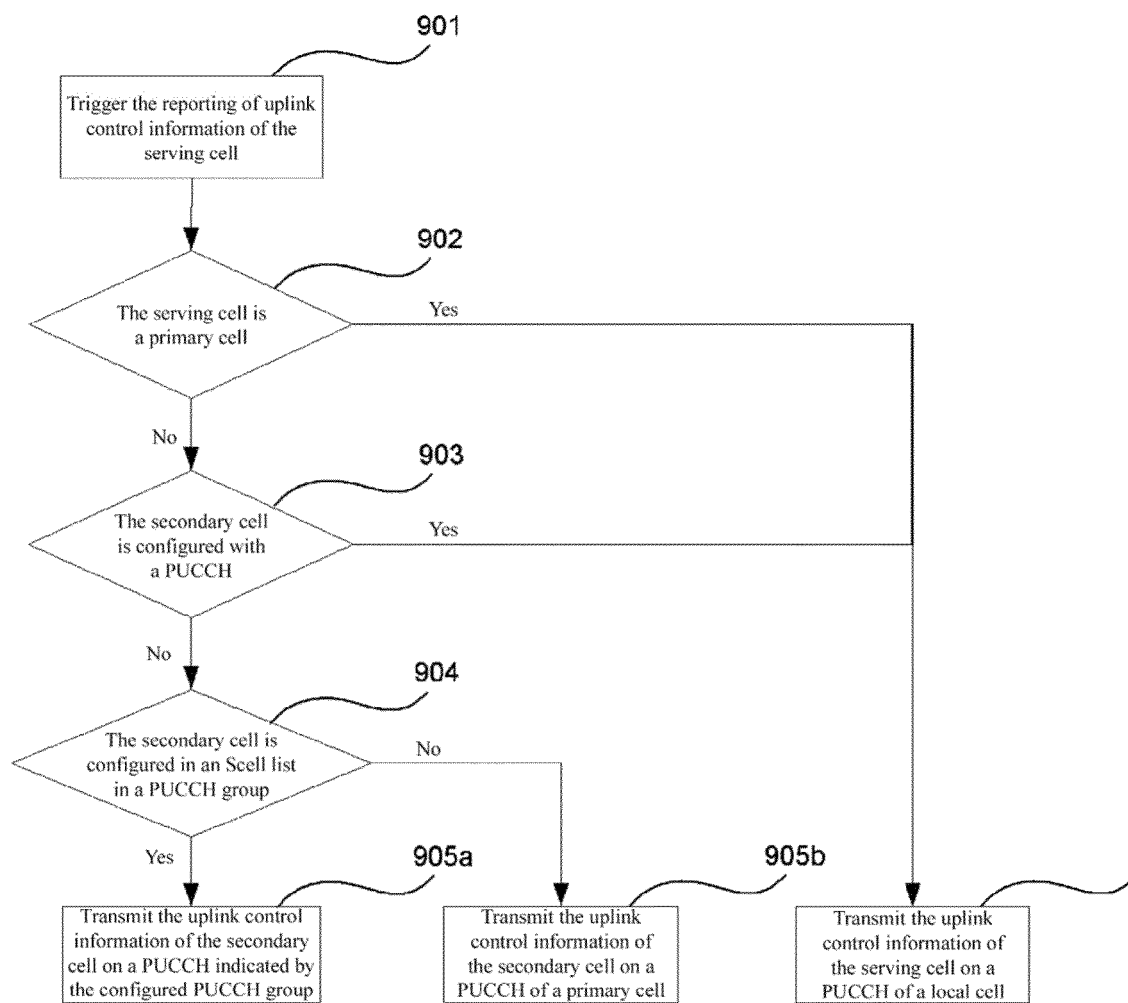 901
Trigger the reporting of uplink
control information of the
serving cell
902
The serving cell is
a primary cell
Yes
No
903
The secondary cell
is configured with
a PUCCH
Yes
No
904
The secondary cell is
configured in an Scell list
in a PUCCH group
No
Yes
905a
905b
Transmit the uplink control
information of the secondary
cell on a PUCCH indicated by
the configured PUCCH group
Transmit the uplink
control information of
the secondary cell on a
PUCCH of a primary cell
Transmit the uplink
control information of
the serving cell on a
PUCCH of a local cell